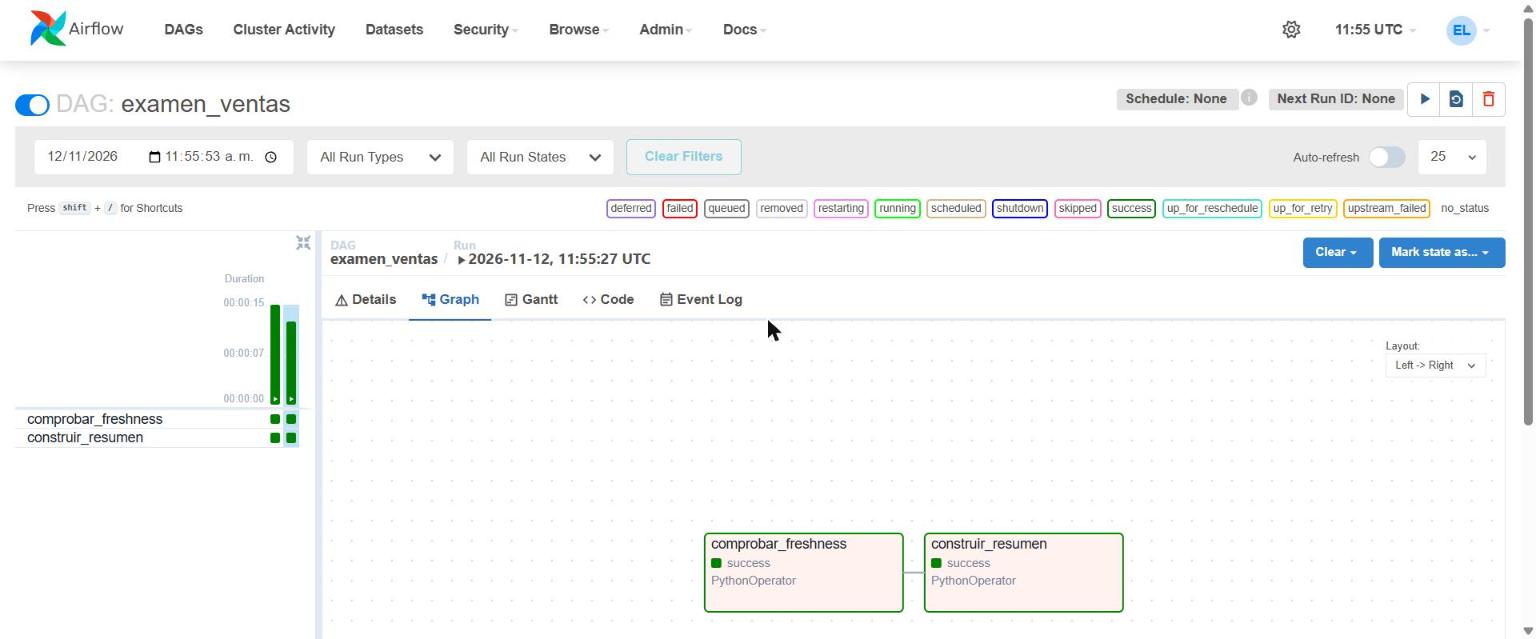 Airflow DAGs Cluster Activity Datasets Security Browse Admin Docs 11:55 UTC EL
DAG: examen_ventas Schedule: None i Next Run ID: None
12/11/2026 11:55:53 a. m. All Run Types All Run States Clear Filters Auto-refresh 25
Press shift + / for Shortcuts deferred failed queued removed restarting running scheduled shutdown skipped success up_for_reschedule up_for_retry upstream_failed no_status
DAG Run
examen_ventas / 2026-11-12, 11:55:27 UTC Clear Mark state as...
Duration
00:00:15
00:00:07
00:00:00
comprobar_freshness
construir_resumen
Details Graph Gantt Code Event Log
Layout:
Left -> Right
comprobar_freshness
success
PythonOperator
construir_resumen
success
PythonOperator